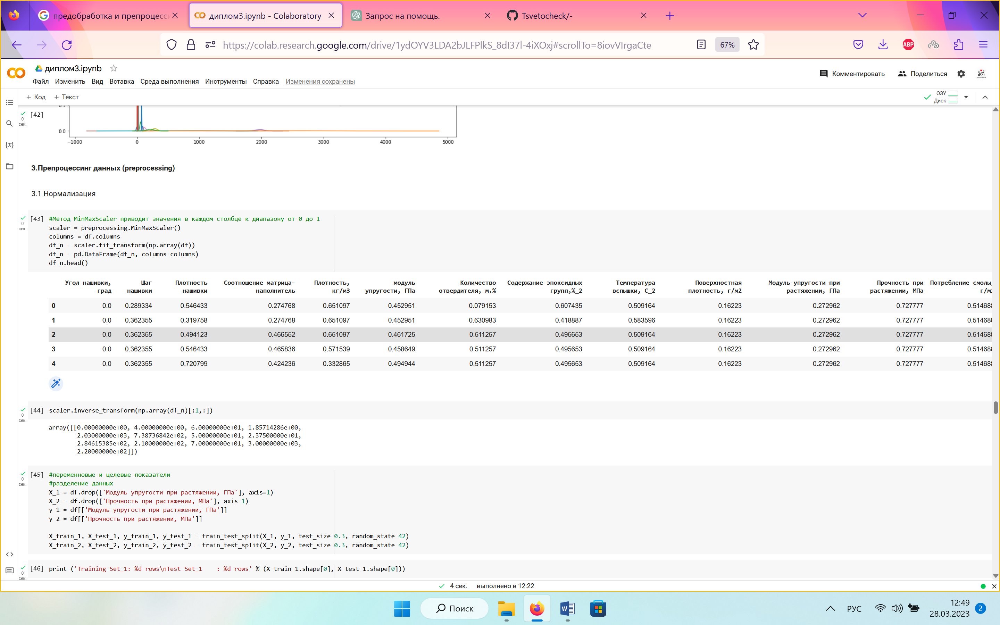 предобработка и препроцесс
диплом3.ipynb - Colaboratory
Запрос на помощь.
Tsvetocheck/-
https://colab.research.google.com/drive/1ydOYV3LDA2bJLFPlkS_8dI37l-4iXOxj#scrollTo=8iovVIrgaCte
67%
ABP
диплом3.ipynb
Комментировать
Поделиться
Файл Изменить Вид Вставка Среда выполнения Инструменты Справка Изменения сохранены
+ Код + Текст
ОЗУ
Диск
[42]
0
сек.
0.1
0.0
−1000 0 1000 2000 3000 4000 5000
3.Препроцессинг данных (preprocessing)
3.1 Нормализация
[43] #Метод MinMaxScaler приводит значения в каждом столбце к диапазону от 0 до 1
0
сек.
scaler = preprocessing.MinMaxScaler()
columns = df.columns
df_n = scaler.fit_transform(np.array(df))
df_n = pd.DataFrame(df_n, columns=columns)
df_n.head()
Угол нашивки, Шаг Плотность Соотношение матрица- Плотность, модуль Количество Содержание эпоксидных Температура Поверхностная Модуль упругости при Прочность при Потребление смолы,
град нашивки нашивки наполнитель кг/м3 упругости, ГПа отвердителя, м.% групп,%_2 вспышки, С_2 плотность, г/м2 растяжении, ГПа растяжении, МПа г/м2
0 0.0 0.289334 0.546433 0.274768 0.651097 0.452951 0.079153 0.607435 0.509164 0.16223 0.272962 0.727777 0.514688
1 0.0 0.362355 0.319758 0.274768 0.651097 0.452951 0.630983 0.418887 0.583596 0.16223 0.272962 0.727777 0.514688
2 0.0 0.362355 0.494123 0.466552 0.651097 0.461725 0.511257 0.495653 0.509164 0.16223 0.272962 0.727777 0.514688
3 0.0 0.362355 0.546433 0.465836 0.571539 0.458649 0.511257 0.495653 0.509164 0.16223 0.272962 0.727777 0.514688
4 0.0 0.362355 0.720799 0.424236 0.332865 0.494944 0.511257 0.495653 0.509164 0.16223 0.272962 0.727777 0.514688
[44] scaler.inverse_transform(np.array(df_n)[:1,:])
0
сек.
array([[0.00000000e+00, 4.00000000e+00, 6.00000000e+01, 1.85714286e+00,
2.03000000e+03, 7.38736842e+02, 5.00000000e+01, 2.37500000e+01,
2.84615385e+02, 2.10000000e+02, 7.00000000e+01, 3.00000000e+03,
2.20000000e+02]])
[45] #переменновые и целевые показатели
0
сек.
#разделение данных
X_1 = df.drop(['Модуль упругости при растяжении, ГПа'], axis=1)
X_2 = df.drop(['Прочность при растяжении, МПа'], axis=1)
y_1 = df[['Модуль упругости при растяжении, ГПа']]
y_2 = df[['Прочность при растяжении, МПа']]
X_train_1, X_test_1, y_train_1, y_test_1 = train_test_split(X_1, y_1, test_size=0.3, random_state=42)
X_train_2, X_test_2, y_train_2, y_test_2 = train_test_split(X_2, y_2, test_size=0.3, random_state=42)
[46] print ('Training Set_1: %d rows\nTest Set_1    : %d rows' % (X_train_1.shape[0], X_test_1.shape[0]))
0
сек.
4 сек. выполнено в 12:22
Поиск
РУС
12:49
28.03.2023
2